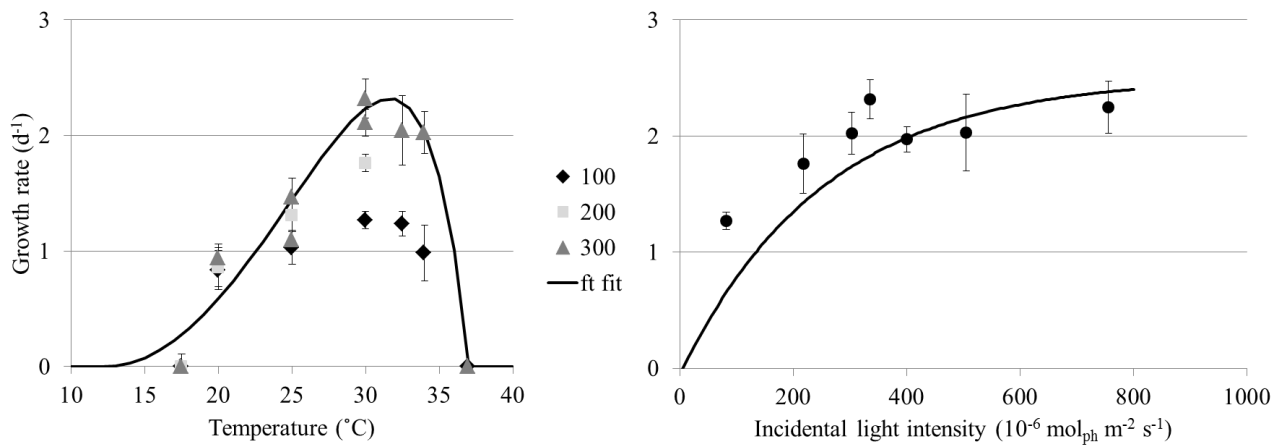 3
2
1
0
10 15 20 25 30 35 40
Growth rate (d-1)
Temperature (˚C)
100
200
300
ft fit
3
2
1
0
0 200 400 600 800 1000
Incidental light intensity (10-6 molph m-2 s-1)